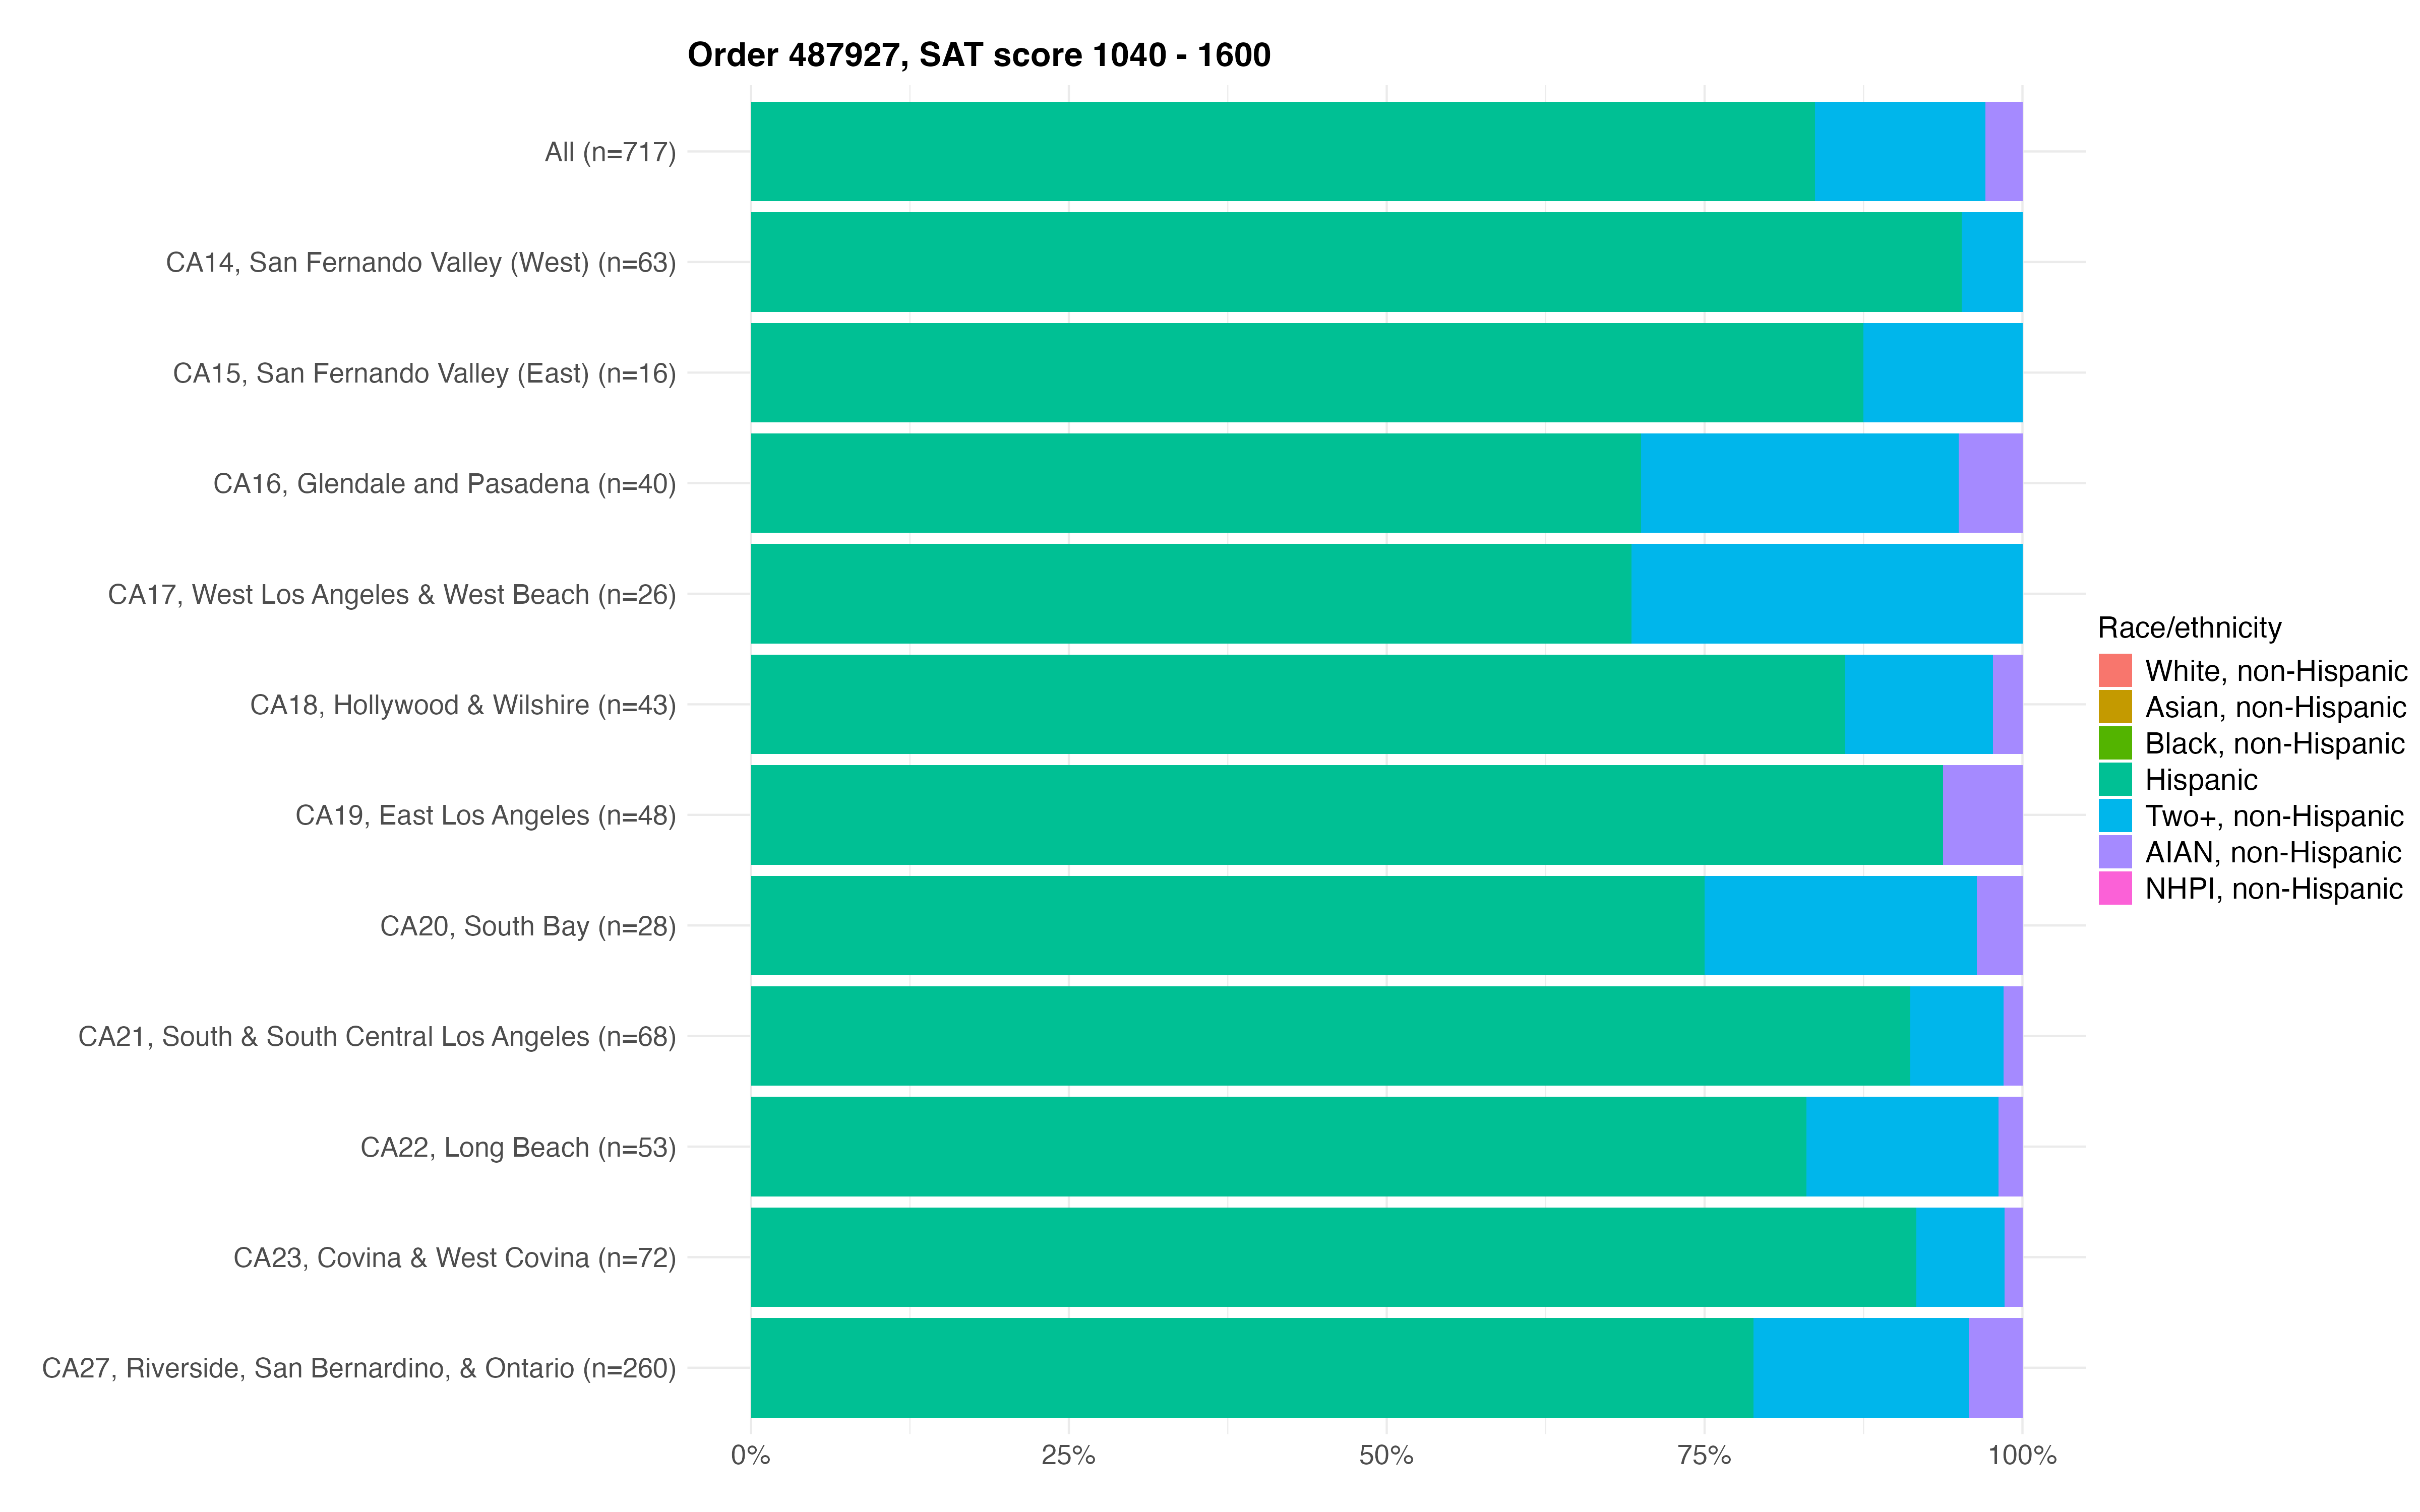 Order 487927, SAT score 1040 - 1600
All (n=717)
CA14, San Fernando Valley (West) (n=63)
CA15, San Fernando Valley (East) (n=16)
CA16, Glendale and Pasadena (n=40)
CA17, West Los Angeles & West Beach (n=26)
CA18, Hollywood & Wilshire (n=43)
CA19, East Los Angeles (n=48)
CA20, South Bay (n=28)
CA21, South & South Central Los Angeles (n=68)
CA22, Long Beach (n=53)
CA23, Covina & West Covina (n=72)
CA27, Riverside, San Bernardino, & Ontario (n=260)
0% 25% 50% 75% 100%
Race/ethnicity
White, non-Hispanic
Asian, non-Hispanic
Black, non-Hispanic
Hispanic
Two+, non-Hispanic
AIAN, non-Hispanic
NHPI, non-Hispanic